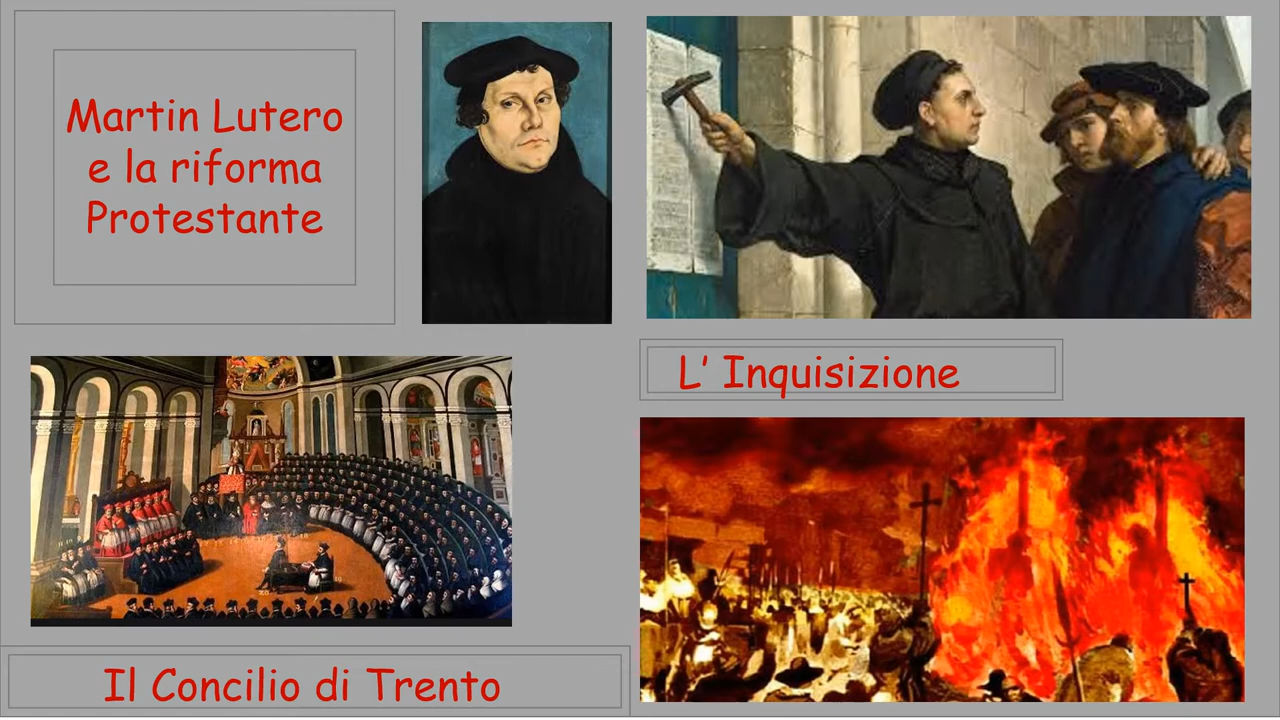 Martin Lutero
e la riforma
Protestante
L' Inquisizione
Il Concilio di Trento